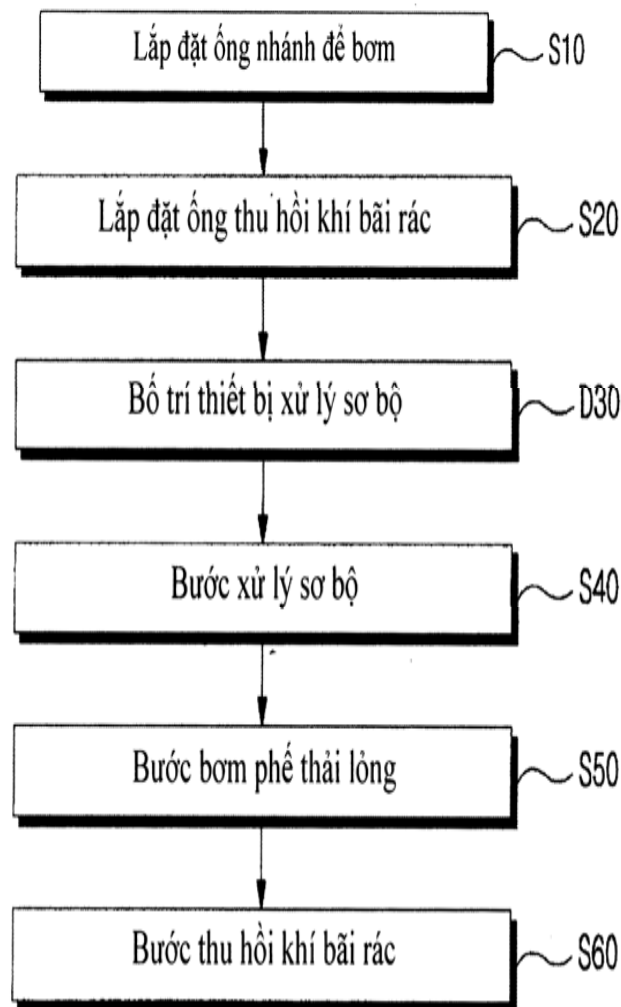 Lắp đặt ống nhánh để bơm S10
Lắp đặt ống thu hồi khí bãi rác S20
Bố trí thiết bị xử lý sơ bộ D30
Bước xử lý sơ bộ S40
Bước bơm phế thải lỏng S50
Bước thu hồi khí bãi rác S60